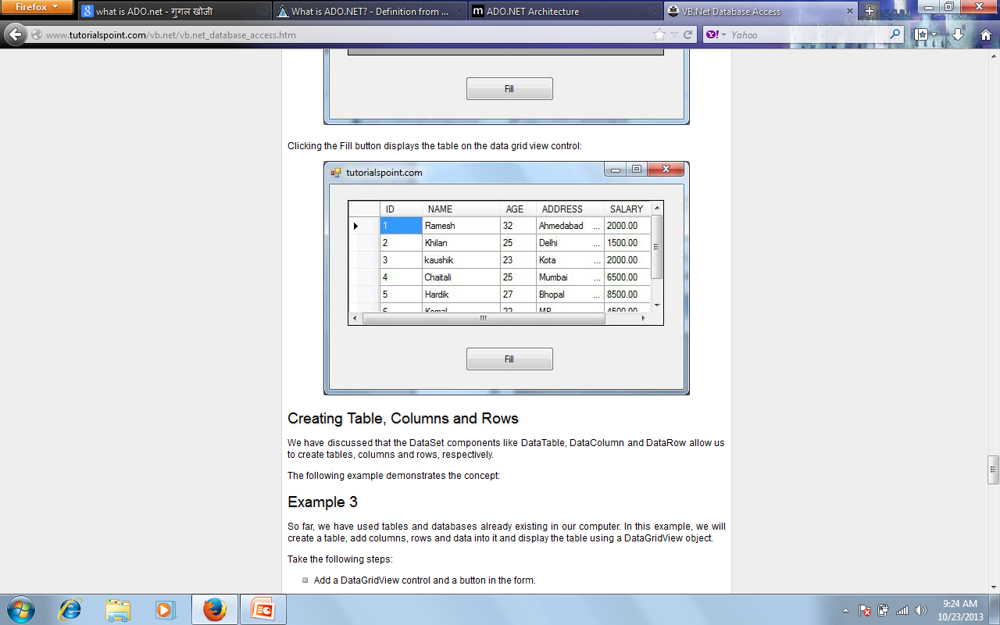 Firefox
what is ADO.net - गुगल खोजी
What is ADO.NET? - Definition from ...
ADO.NET Architecture
VB.Net Database Access
www.tutorialspoint.com/vb.net/vb.net_database_access.htm
Yahoo
Fill
Clicking the Fill button displays the table on the data grid view control:
tutorialspoint.com
ID NAME AGE ADDRESS SALARY
1 Ramesh 32 Ahmedabad ... 2000.00
2 Khilan 25 Delhi ... 1500.00
3 kaushik 23 Kota ... 2000.00
4 Chaitali 25 Mumbai ... 6500.00
5 Hardik 27 Bhopal ... 8500.00
6 Komal 22 MP 4500.00
Fill
Creating Table, Columns and Rows
We have discussed that the DataSet components like DataTable, DataColumn and DataRow allow us
to create tables, columns and rows, respectively.
The following example demonstrates the concept:
Example 3
So far, we have used tables and databases already existing in our computer. In this example, we will
create a table, add columns, rows and data into it and display the table using a DataGridView object.
Take the following steps:
Add a DataGridView control and a button in the form.
9:24 AM
10/23/2013